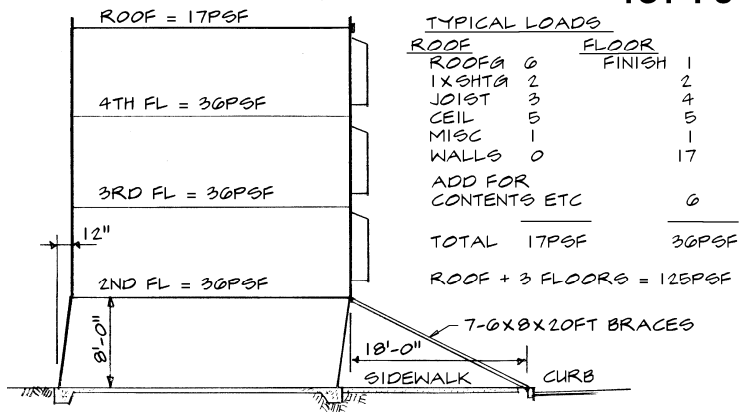 ROOF = 17PSF
4TH FL = 36PSF
3RD FL = 36PSF
12"
2ND FL = 36PSF
8'-0"
18'-0"
7-6X8X20FT BRACES
SIDEWALK CURB
TYPICAL LOADS
ROOF FLOOR
ROOFG 6 FINISH 1
1XSHTG 2 2
JOIST 3 4
CEIL 5 5
MISC 1 1
WALLS 0 17
ADD FOR
CONTENTS ETC 6
TOTAL 17PSF 36PSF
ROOF + 3 FLOORS = 125PSF